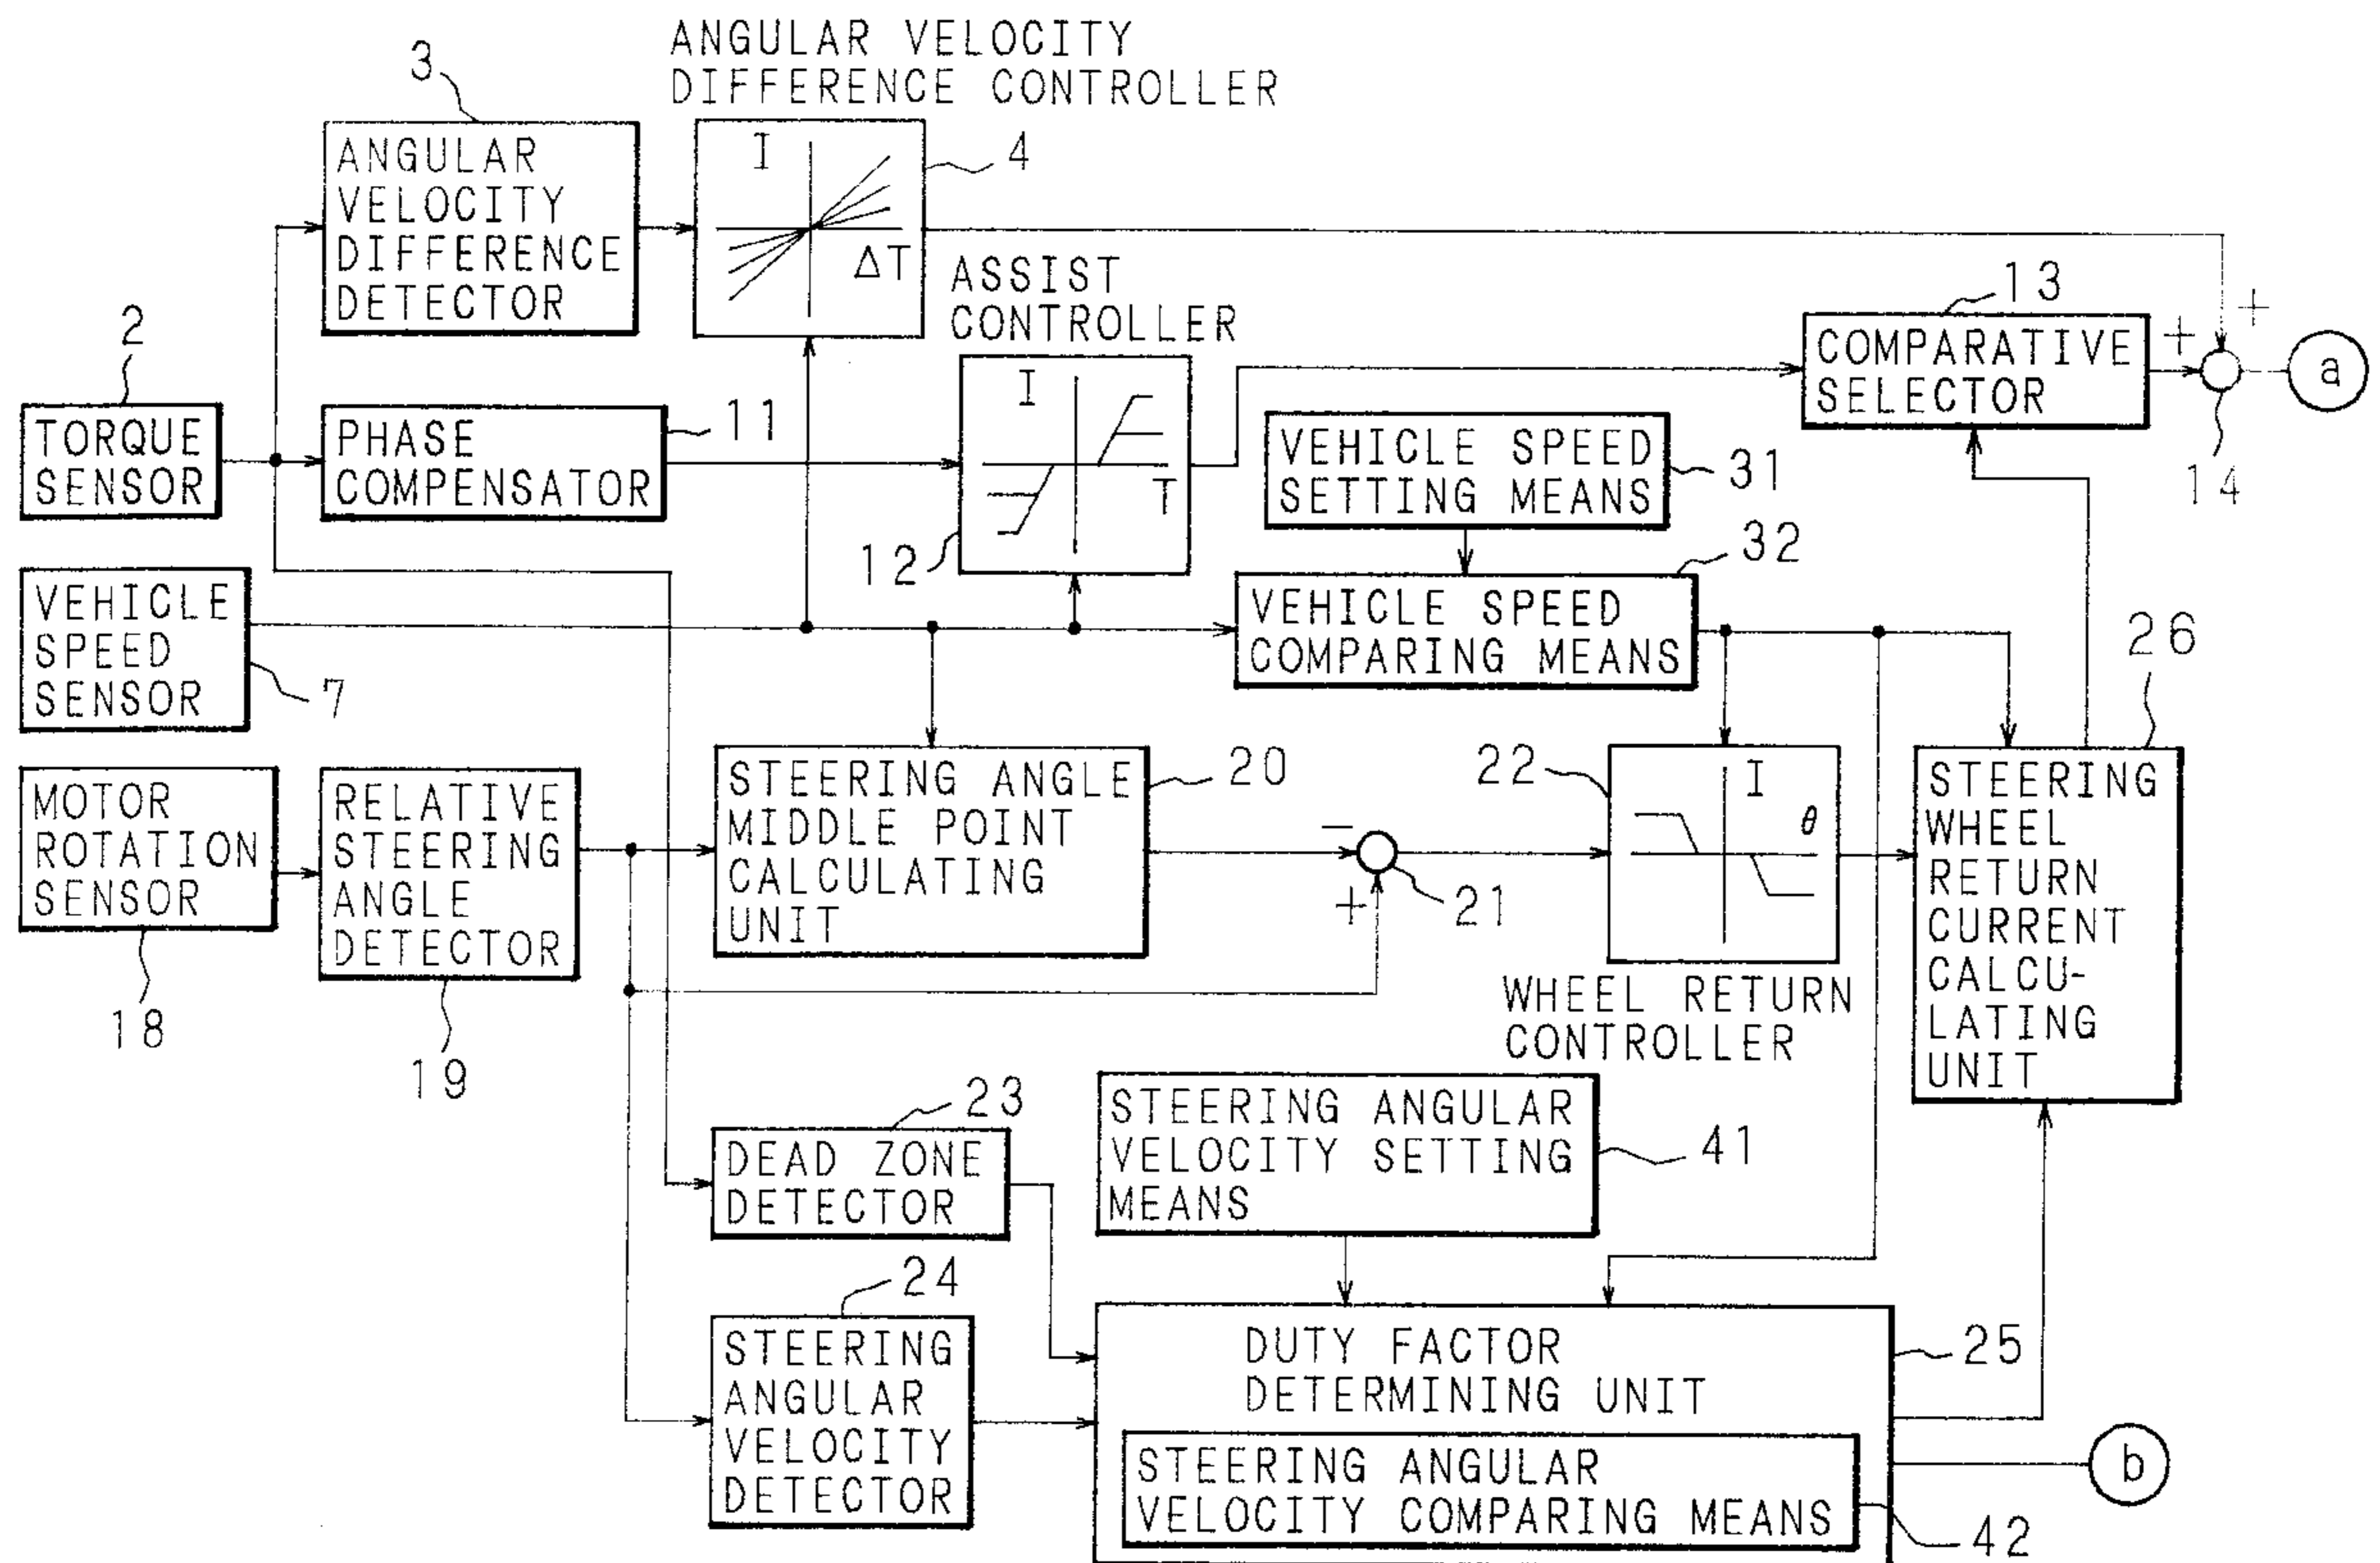 ANGULAR VELOCITY
DIFFERENCE CONTROLLER
3
ANGULAR
VELOCITY
DIFFERENCE
DETECTOR
I
ΔT
4
ASSIST
CONTROLLER
2
TORQUE
SENSOR
PHASE
COMPENSATOR
11
I
T
12
VEHICLE SPEED
SETTING MEANS
31
13
COMPARATIVE
SELECTOR
+
+
14
a
VEHICLE
SPEED
SENSOR
7
VEHICLE SPEED
COMPARING MEANS
32
26
MOTOR
ROTATION
SENSOR
18
RELATIVE
STEERING
ANGLE
DETECTOR
19
STEERING ANGLE
MIDDLE POINT
CALCULATING
UNIT
20
−
+
21
22
I
θ
WHEEL RETURN
CONTROLLER
STEERING
WHEEL
RETURN
CURRENT
CALCU-
LATING
UNIT
23
DEAD ZONE
DETECTOR
STEERING ANGULAR
VELOCITY SETTING
MEANS
41
24
STEERING
ANGULAR
VELOCITY
DETECTOR
DUTY FACTOR
DETERMINING UNIT
25
STEERING ANGULAR
VELOCITY COMPARING MEANS
42
b